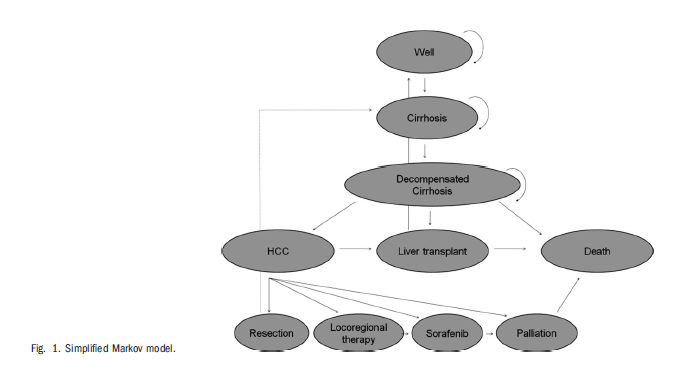 Well
Cirrhosis
Decompensated
Cirrhosis
HCC
Liver transplant
Death
Resection
Locoregional
therapy
Sorafenib
Palliation
Fig. 1. Simplified Markov model.